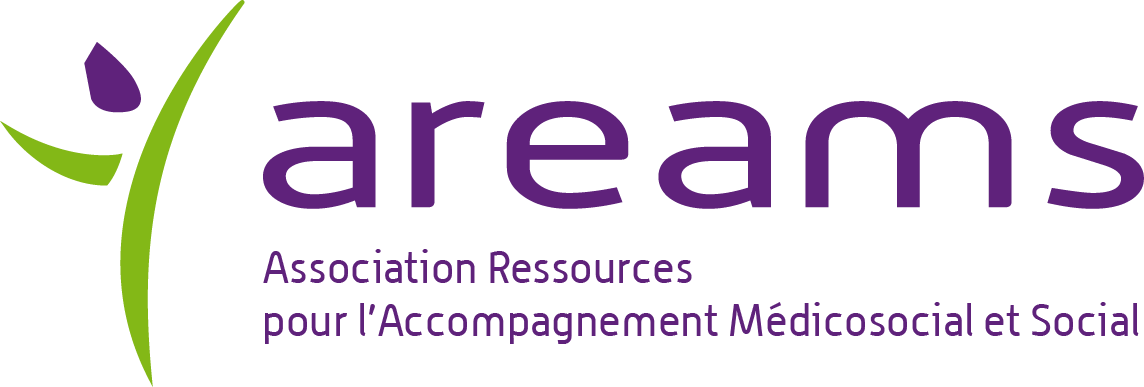 areams
Association Ressources
pour l'Accompagnement Médicosocial et Social